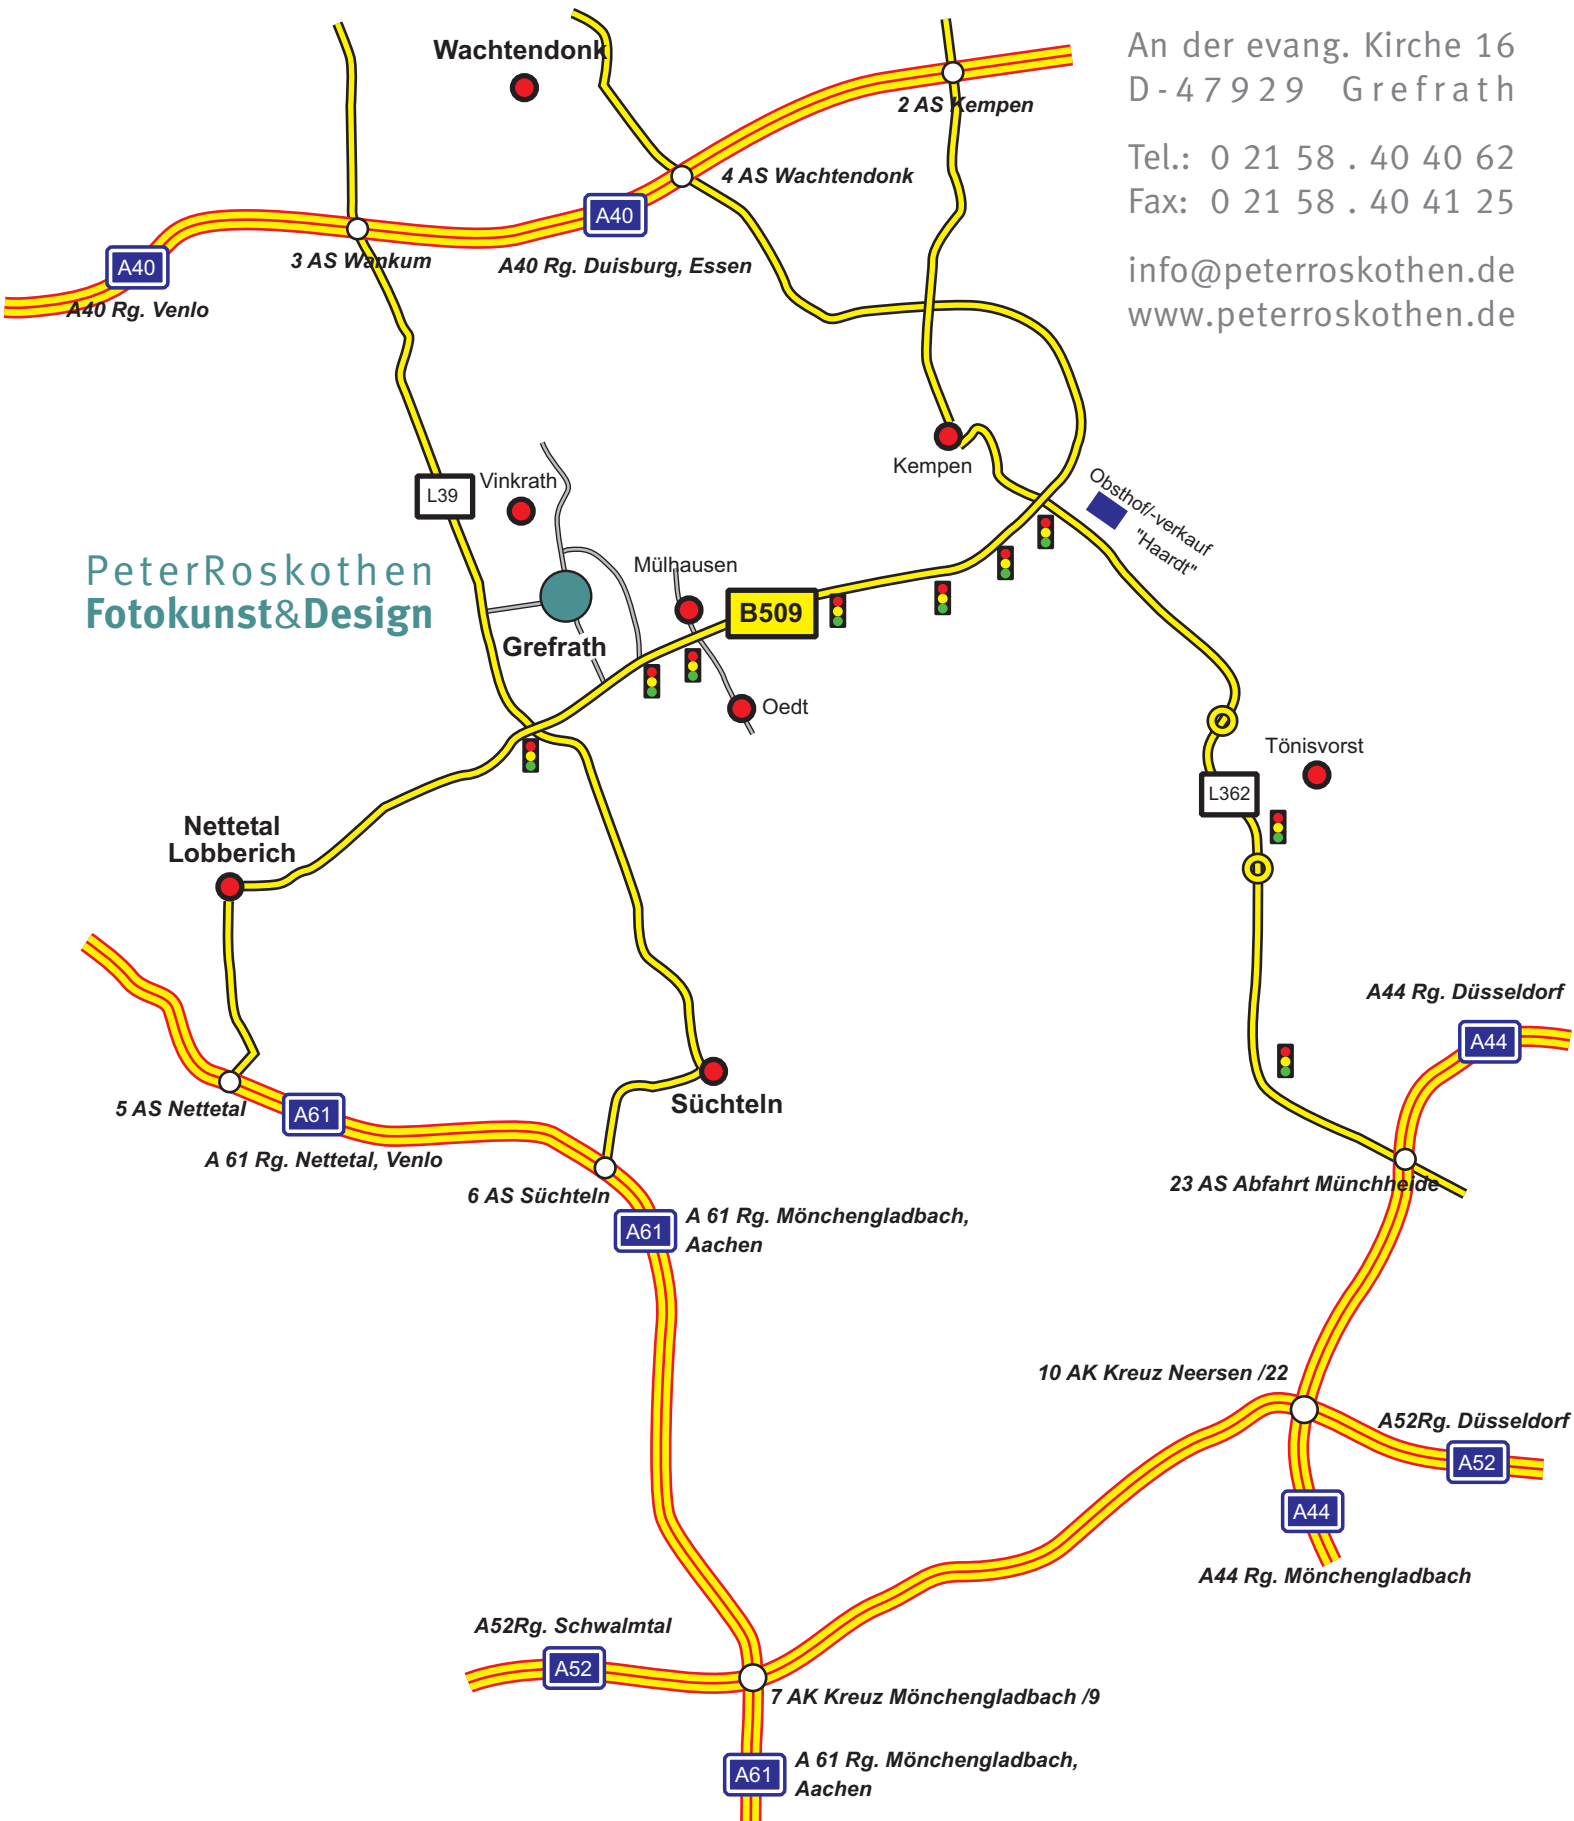 An der evang. Kirche 16
D-47929 Grefrath
Tel.: 0 21 58 . 40 40 62
Fax: 0 21 58 . 40 41 25
info@peterroskothen.de
www.peterroskothen.de
Wachtendonk
2 AS Kempen
4 AS Wachtendonk
A40
3 AS Wankum
A40 Rg. Duisburg, Essen
A40
A40 Rg. Venlo
Kempen
L39
Vinkrath
Obsthof/-verkauf
"Haardt"
PeterRoskothen
Fotokunst&Design
Mülhausen
B509
Grefrath
Oedt
Tönisvorst
L362
Nettetal
Lobberich
A44 Rg. Düsseldorf
A44
5 AS Nettetal
A61
Süchteln
A 61 Rg. Nettetal, Venlo
6 AS Süchteln
23 AS Abfahrt Münchheide
A61
A 61 Rg. Mönchengladbach,
Aachen
10 AK Kreuz Neersen /22
A52Rg. Düsseldorf
A52
A44
A44 Rg. Mönchengladbach
A52Rg. Schwalmtal
A52
7 AK Kreuz Mönchengladbach /9
A61
A 61 Rg. Mönchengladbach,
Aachen